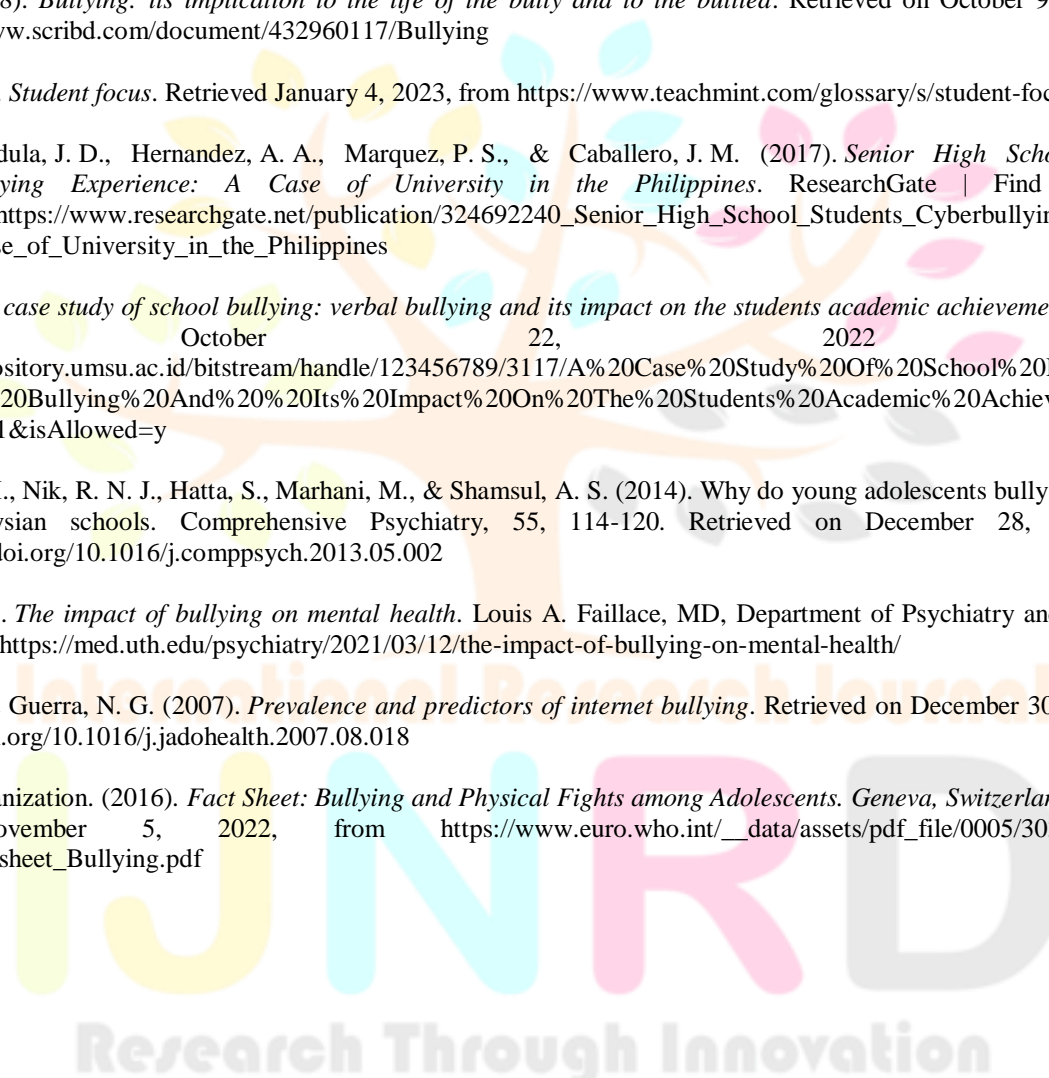 8). Bullying: its implication to the life of the bully and to the bullied. Retrieved on October 9
ww.scribd.com/document/432960117/Bullying
. Student focus. Retrieved January 4, 2023, from https://www.teachmint.com/glossary/s/student-foc
dula, J. D., Hernandez, A. A., Marquez, P. S., & Caballero, J. M. (2017). Senior High Scho
ying Experience: A Case of University in the Philippines. ResearchGate | Find
https://www.researchgate.net/publication/324692240_Senior_High_School_Students_Cyberbullyin
se_of_University_in_the_Philippines
case study of school bullying: verbal bullying and its impact on the students academic achieveme
October 22, 2022
ository.umsu.ac.id/bitstream/handle/123456789/3117/A%20Case%20Study%20Of%20School%20
20Bullying%20And%20%20Its%20Impact%20On%20The%20Students%20Academic%20Achiev
1&isAllowed=y
I., Nik, R. N. J., Hatta, S., Marhani, M., & Shamsul, A. S. (2014). Why do young adolescents bully
ysian schools. Comprehensive Psychiatry, 55, 114-120. Retrieved on December 28,
doi.org/10.1016/j.comppsych.2013.05.002
. The impact of bullying on mental health. Louis A. Faillace, MD, Department of Psychiatry an
https://med.uth.edu/psychiatry/2021/03/12/the-impact-of-bullying-on-mental-health/
International Research Journal
Guerra, N. G. (2007). Prevalence and predictors of internet bullying. Retrieved on December 30
i.org/10.1016/j.jadohealth.2007.08.018
anization. (2016). Fact Sheet: Bullying and Physical Fights among Adolescents. Geneva, Switzerlan
ovember 5, 2022, from https://www.euro.who.int/__data/assets/pdf_file/0005/30
sheet_Bullying.pdf
IJNRD
Research Through Innovation